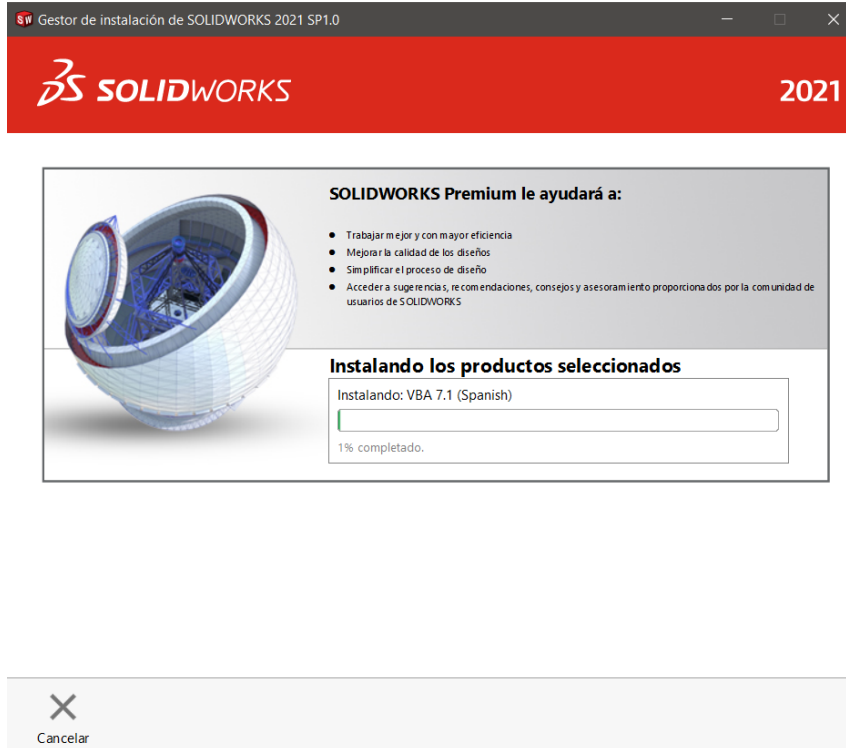 Gestor de instalación de SOLIDWORKS 2021 SP1.0
SOLIDWORKS
2021
SOLIDWORKS Premium le ayudará a:
• Trabajar mejor y con mayor eficiencia
• Mejorar la calidad de los diseños
• Simplificar el proceso de diseño
• Acceder a sugerencias, recomendaciones, consejos y asesoramiento proporcionados por la comunidad de
usuarios de SOLIDWORKS
Instalando los productos seleccionados
Instalando: VBA 7.1 (Spanish)
1% completado.
Cancelar